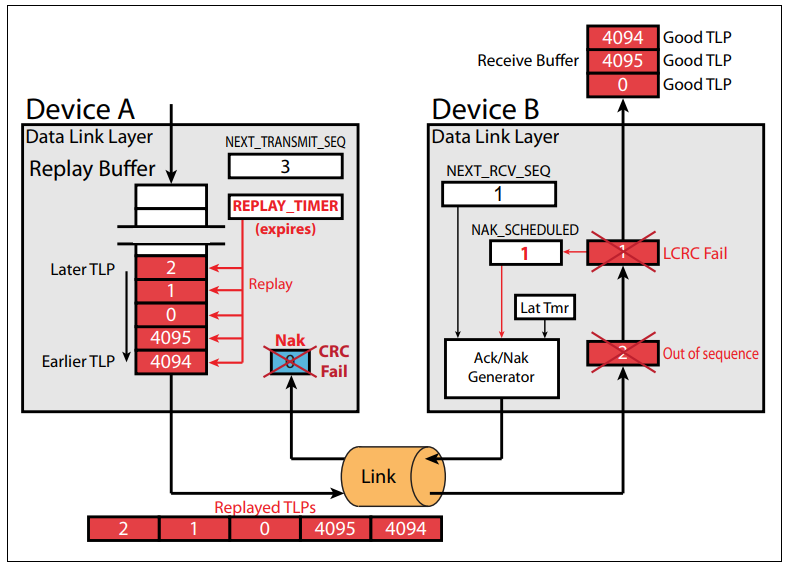 4094 Good TLP
Receive Buffer 4095 Good TLP
0 Good TLP
Device A
Data Link Layer
Replay Buffer
NEXT_TRANSMIT_SEQ
3
REPLAY_TIMER
(expires)
Later TLP
2
1
0
4095
Earlier TLP
4094
Replay
Nak
0
CRC
Fail
Device B
Data Link Layer
NEXT_RCV_SEQ
1
NAK_SCHEDULED
1
1
LCRC Fail
Lat Tmr
2
Out of sequence
Ack/Nak
Generator
Link
Replayed TLPs
2 1 0 4095 4094